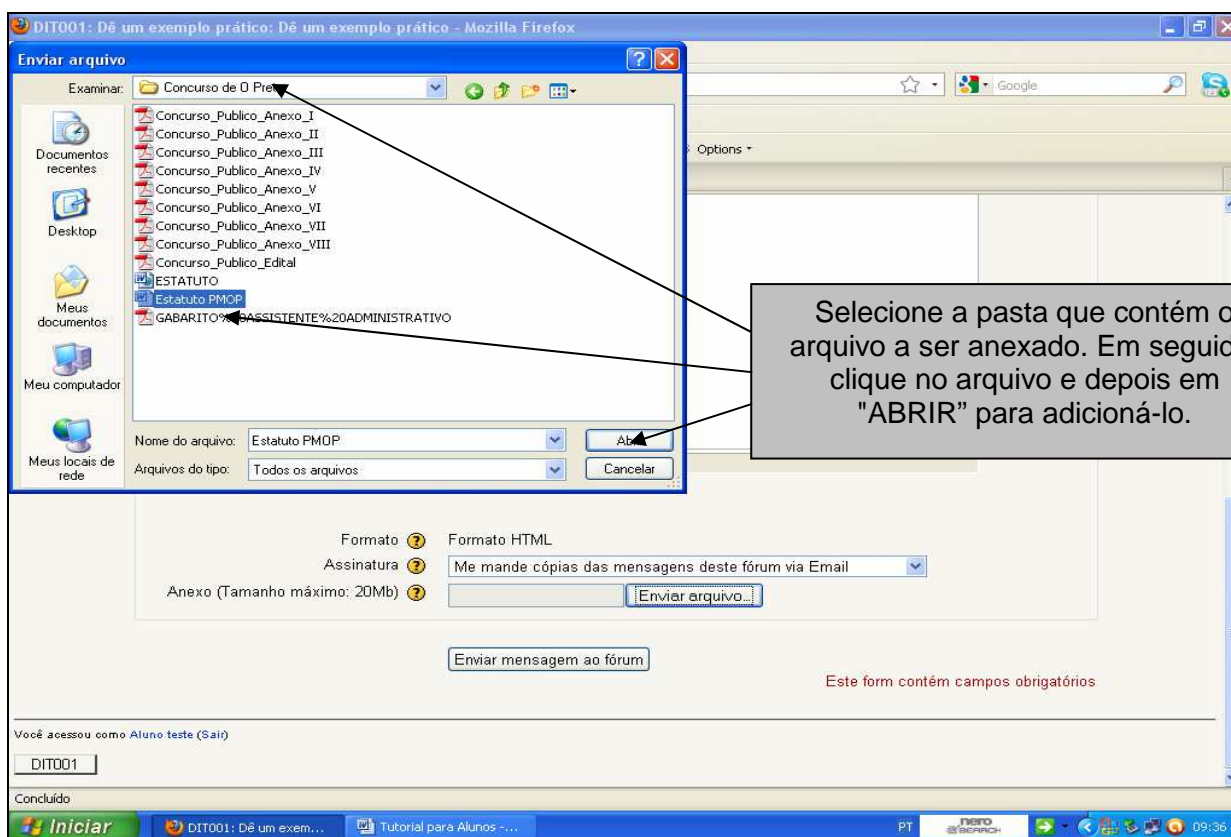 DIT001: Dê um exemplo prático: Dê um exemplo prático - Mozilla Firefox
Enviar arquivo
Examinar: Concurso de O Pre
Google
Options
Documentos recentes
Desktop
Meus documentos
Meu computador
Meus locais de rede
Concurso_Publico_Anexo_I
Concurso_Publico_Anexo_II
Concurso_Publico_Anexo_III
Concurso_Publico_Anexo_IV
Concurso_Publico_Anexo_V
Concurso_Publico_Anexo_VI
Concurso_Publico_Anexo_VII
Concurso_Publico_Anexo_VIII
Concurso_Publico_Edital
ESTATUTO
Estatuto PMOP
GABARITO% 0ASSISTENTE%20ADMINISTRATIVO
Nome do arquivo: Estatuto PMOP
Ab
Arquivos do tipo: Todos os arquivos
Cancelar
Selecione a pasta que contém o
arquivo a ser anexado. Em seguid
clique no arquivo e depois em
"ABRIR” para adicioná-lo.
Formato Formato HTML
Assinatura Me mande cópias das mensagens deste fórum via Email
Anexo (Tamanho máximo: 20Mb) Enviar arquivo...
Enviar mensagem ao fórum
Este form contém campos obrigatórios
Você acessou como Aluno teste (Sair)
DIT001
Concluído
Iniciar DIT001: Dê um exem... Tutorial para Alunos -... PT nero SEARCH 09:36